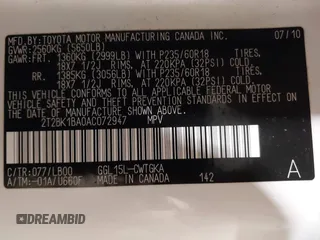 MFD.BY:TOYOTA MOTOR MANUFACTURING CANADA INC. 07/10
GVWR:2560KG (5650LB)
GAWR:FRT. 1360KG (2999LB) WITH P235/60R18 TIRES,
18X7 1/2J RIMS, AT 220KPA (32PSI) COLD
RR. 1385KG (3056LB) WITH P235/60R18 TIRES,
18X7 1/2J RIMS, AT 220KPA (32PSI) COLD
THIS VEHICLE CONFORMS TO ALL APPLICABLE FEDERAL
MOTOR VEHICLE SAFETY AND THEFT PREVENTION
STANDARDS IN EFFECT ON THE DATE OF MANUFACTURE
SHOWN ABOVE.
2T2BK1BA0AC072947 MPV
C/TR:077/LB00 GGL15L-CWTGKA A
A/TM:-01A/U660F MADE IN CANADA 142
DREAMBID